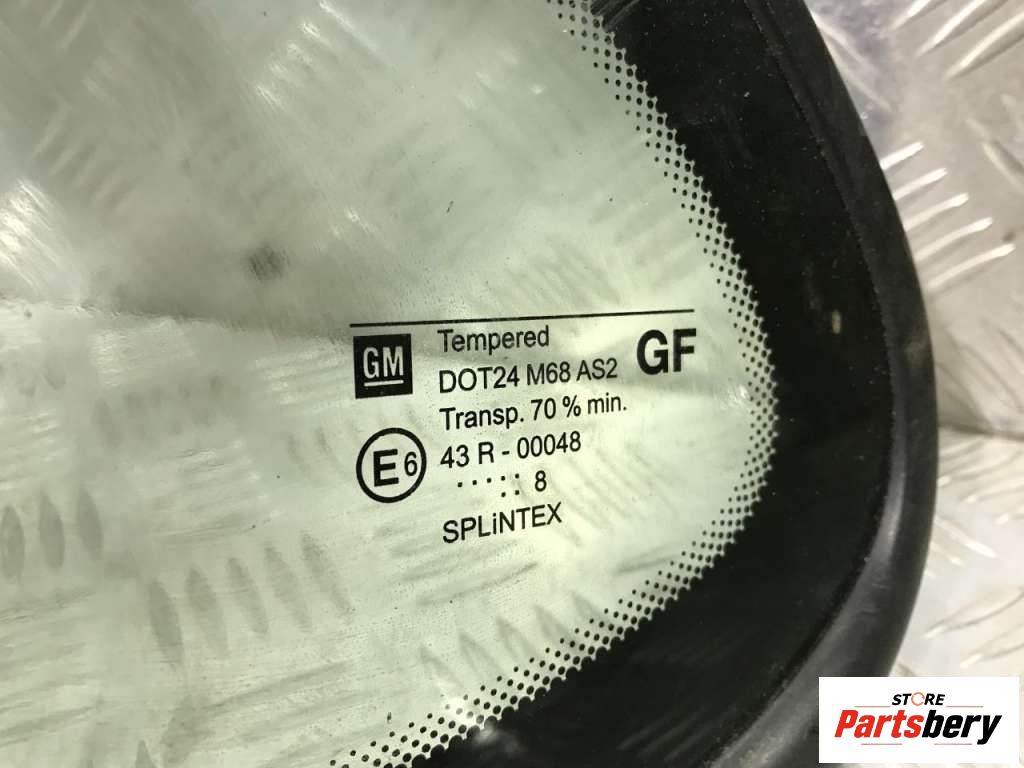 GM
Tempered
GF
DOT24 M68 AS2
Transp. 70 % min.
E6
43 R - 00048
..... :: 8
SPLiNTEX
STORE
Partsbery